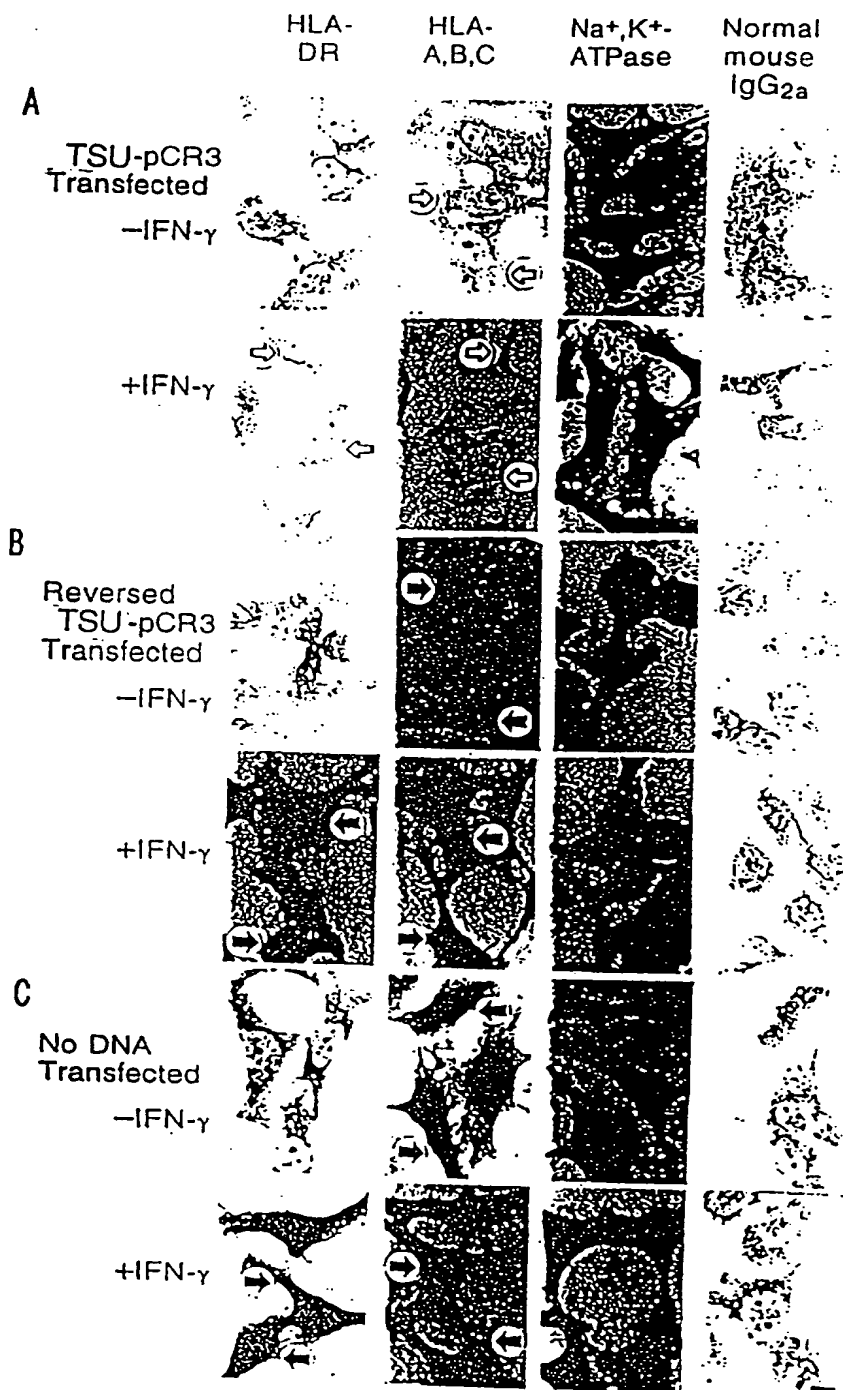 HLA-
DR
HLA-
A,B,C
Na⁺,K⁺-
ATPase
Normal
mouse
IgG₂ₐ
A
TSU-pCR3
Transfected
−IFN-γ
+IFN-γ
B
Reversed
TSU-pCR3
Transfected
−IFN-γ
+IFN-γ
C
No DNA
Transfected
−IFN-γ
+IFN-γ